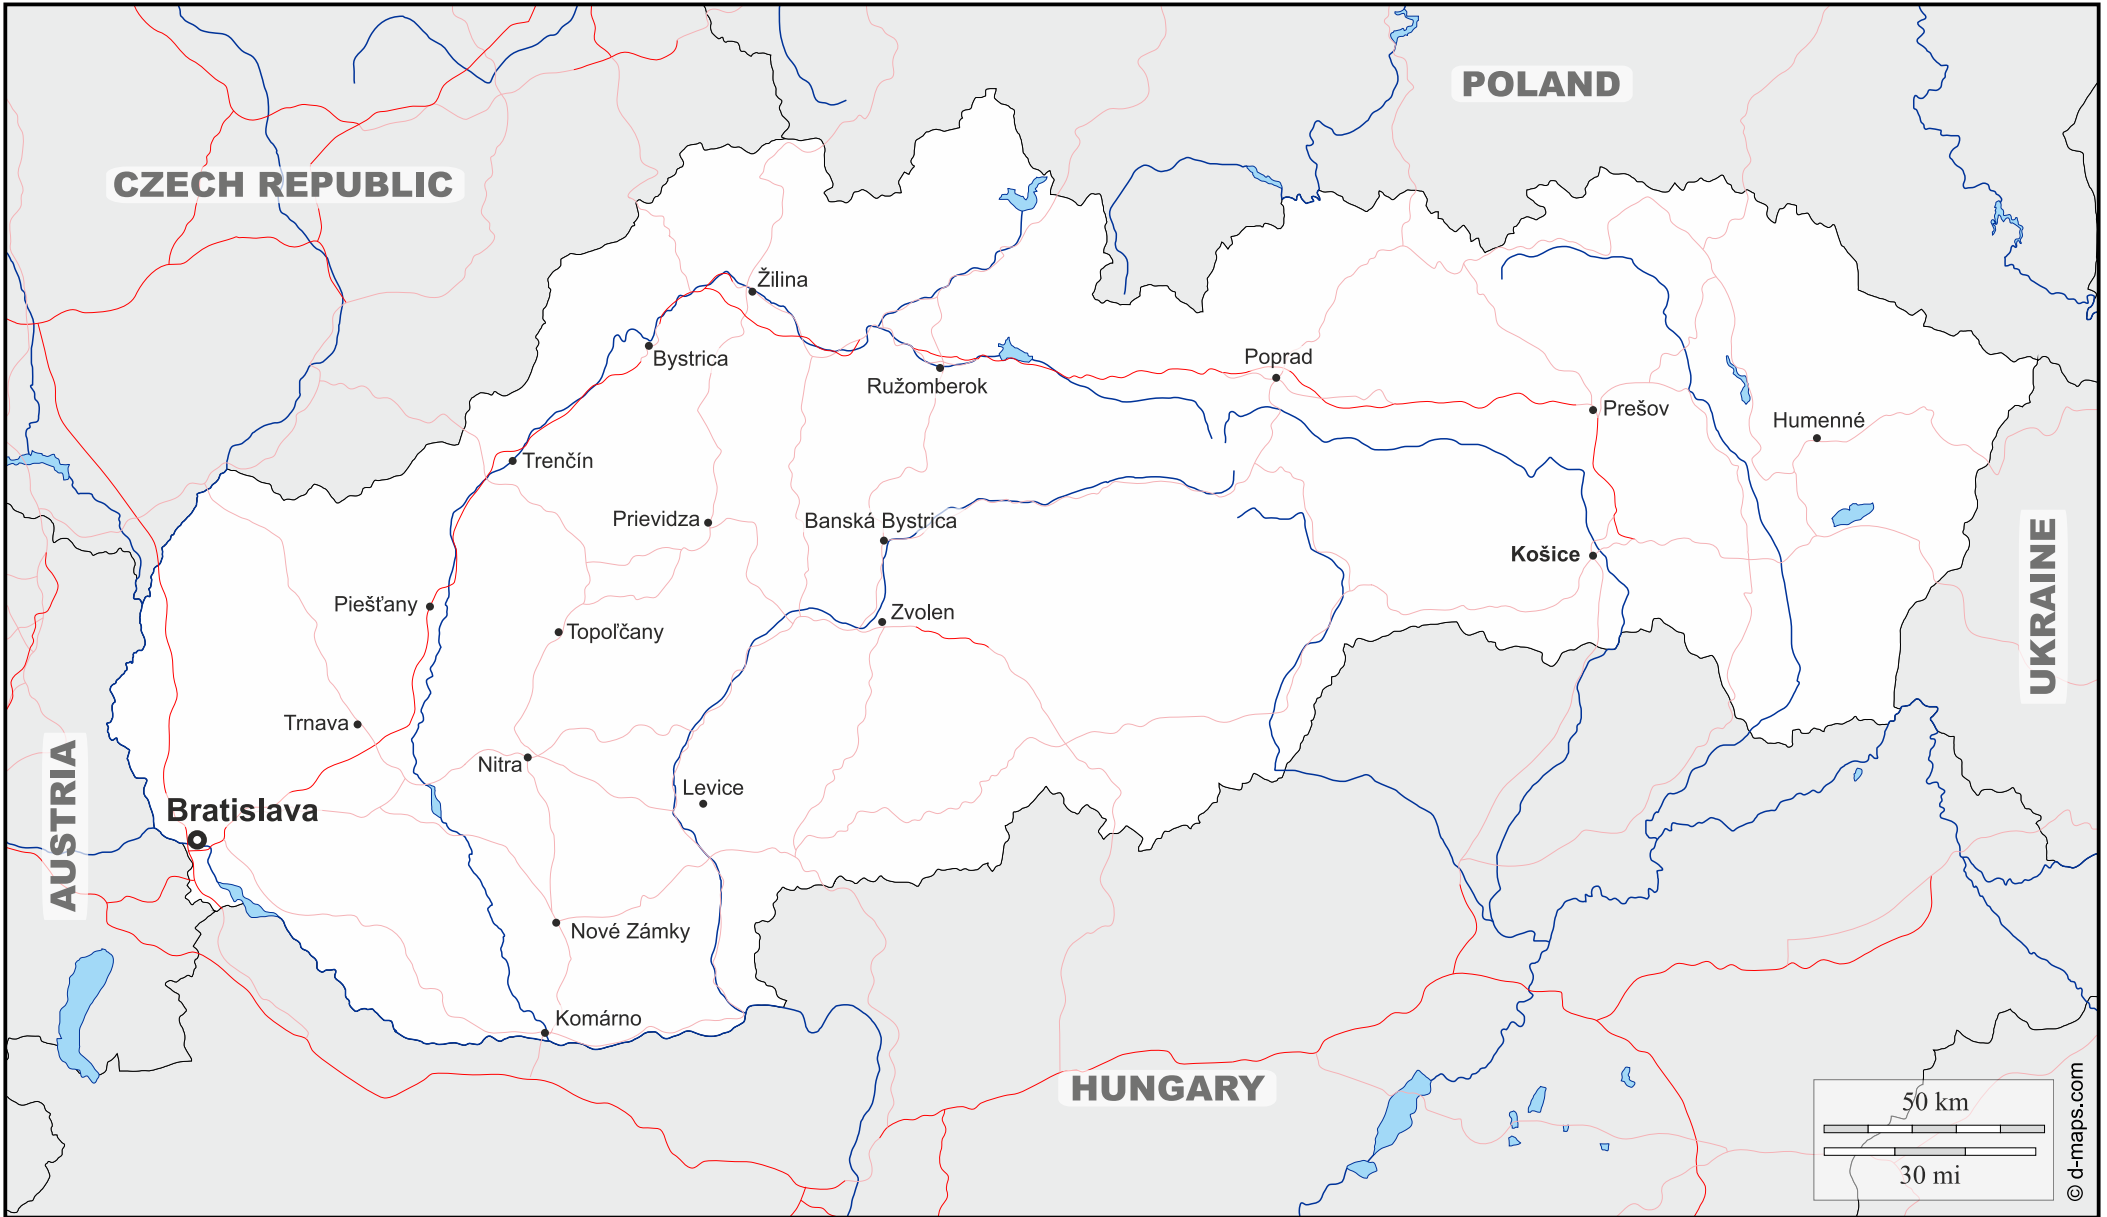 POLAND
CZECH REPUBLIC
Žilina
Bystrica
Poprad
Ružomberok
Prešov
Humenné
Trenčín
Prievidza
Banská Bystrica
Košice
UKRAINE
Piešťany
Zvolen
Topoľčany
Trnava
Nitra
Levice
Bratislava
AUSTRIA
Nové Zámky
Komárno
HUNGARY
50 km
30 mi
© d-maps.com